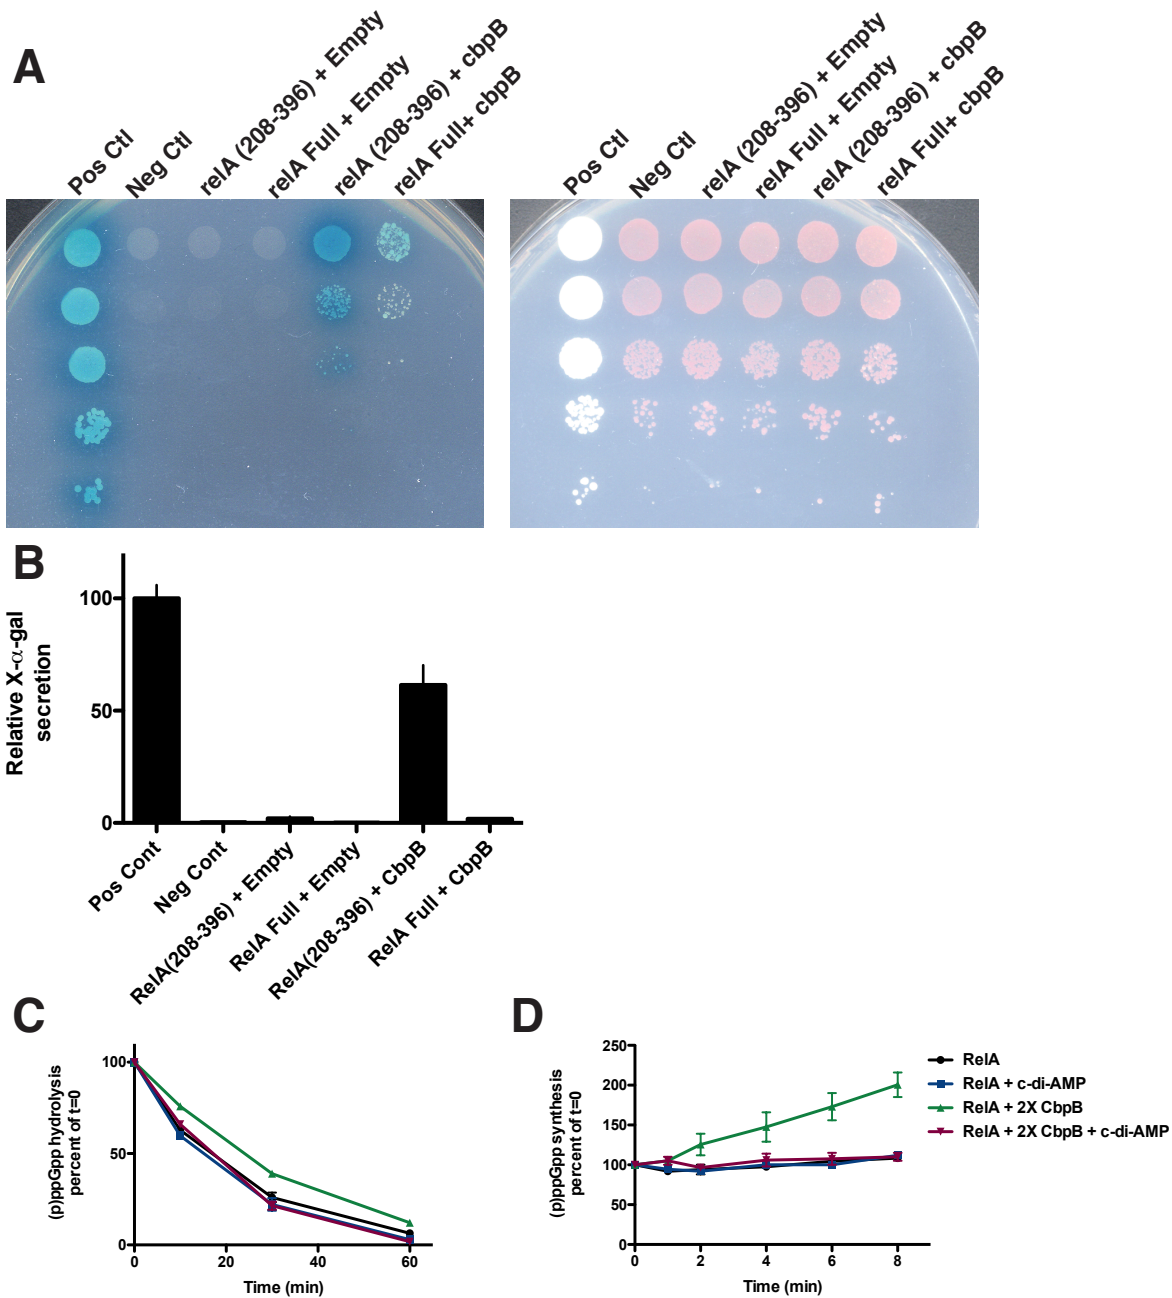 A
Pos Ctl
Neg Ctl
relA (208-396) + Empty
relA Full + Empty
relA (208-396) + cbpB
relA Full+ cbpB
Pos Ctl
Neg Ctl
relA (208-396) + Empty
relA Full + Empty
relA (208-396) + cbpB
relA Full+ cbpB
B
Relative X-α-gal
secretion
100
50
0
Pos Cont
Neg Cont
RelA(208-396) + Empty
RelA Full + Empty
RelA(208-396) + CbpB
RelA Full + CbpB
C
(p)ppGpp hydrolysis
percent of t=0
100
50
0
0
20
40
60
Time (min)
D
(p)ppGpp synthesis
percent of t=0
250
200
150
100
50
0
0
2
4
6
8
Time (min)
RelA
RelA + c-di-AMP
RelA + 2X CbpB
RelA + 2X CbpB + c-di-AMP